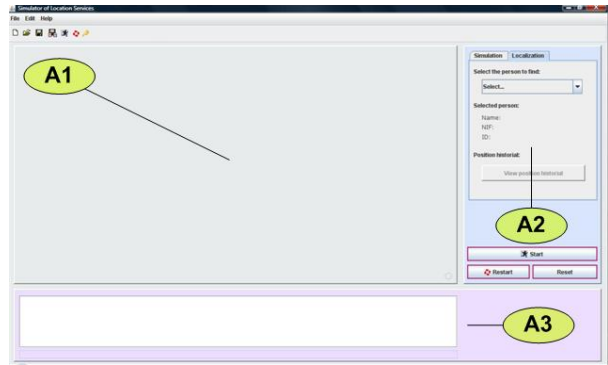 Simulator of Location Services
File Edit Help
A1
Simulation Localization
Select the person to find:
Select...
Selected person:
Name:
NIF:
ID:
Position historial:
View position historial
A2
Start
Restart Reset
A3